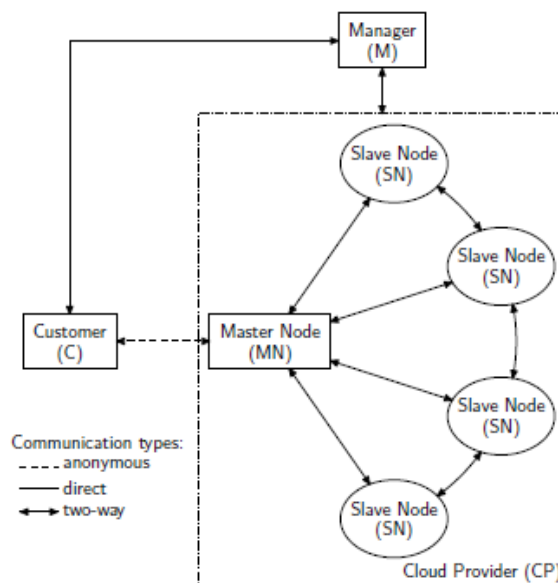 Manager
(M)
Slave Node
(SN)
Slave Node
(SN)
Customer
(C)
Master Node
(MN)
Slave Node
(SN)
Communication types:
anonymous
direct
two-way
Slave Node
(SN)
Cloud Provider (CP)